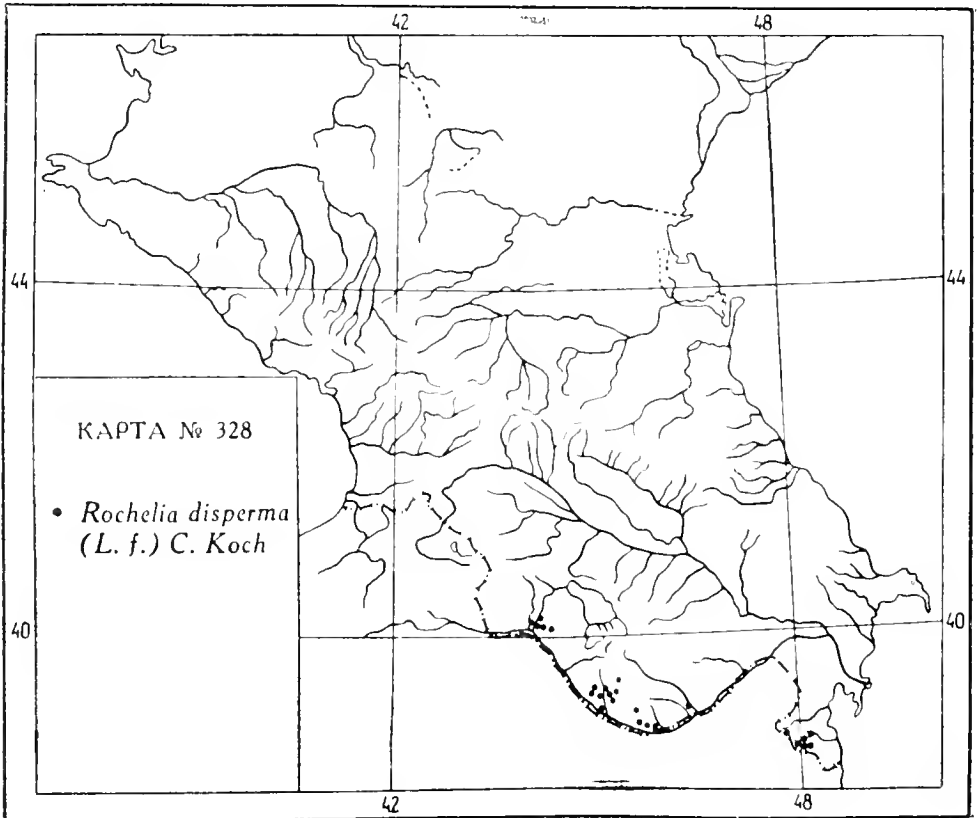 42 48
44 44
КАРТА № 328
• Rochelia disperma
(L. f.) C. Koch
40 40
42 48